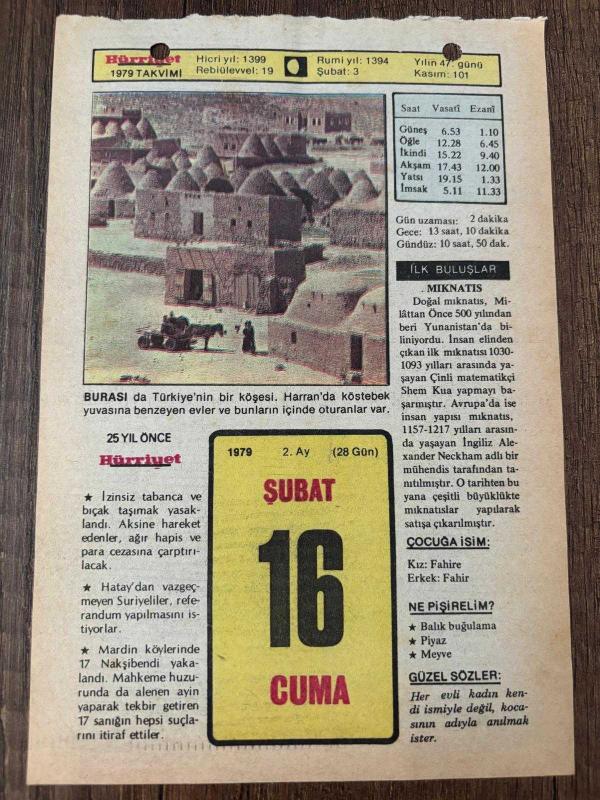 Hürriyet
1979 TAKVİMİ
Hicri yıl: 1399
Rebiülevvel: 19
Rumi yıl: 1394
Şubat: 3
Yılın 47. günü
Kasım: 101
Saat Vasatî Ezanî
Güneş 6.53 1.10
Öğle 12.28 6.45
İkindi 15.22 9.40
Akşam 17.43 12.00
Yatsı 19.15 1.33
İmsak 5.11 11.33
Gün uzaması: 2 dakika
Gece: 13 saat, 10 dakika
Gündüz: 10 saat, 50 dak.
BURASI da Türkiye'nin bir köşesi. Harran'da köstebek
yuvasına benzeyen evler ve bunların içinde oturanlar var.
İLK BULUŞLAR
MIKNATIS
Doğal mıknatıs, Mi-
lâttan Önce 500 yılından
beri Yunanistan'da bi-
liniyordu. İnsan elinden
çıkan ilk mıknatısı 1030-
1093 yılları arasında ya-
şayan Çinli matematikçi
Shem Kua yapmayı ba-
şarmıştır. Avrupa'da ise
insan yapısı mıknatıs,
1157-1217 yılları arasın-
da yaşayan İngiliz Ale-
xander Neckham adlı bir
mühendis tarafından ta-
nıtılmıştır. O tarihten bu
yana çeşitli büyüklükte
mıknatıslar yapılarak
satışa çıkarılmıştır.
ÇOCUĞA İSİM:
Kız: Fahire
Erkek: Fahir
NE PİŞİRELİM?
★ Balık buğulama
★ Piyaz
★ Meyve
GÜZEL SÖZLER:
Her evli kadın ken-
di ismiyle değil, koca-
sının adıyla anılmak
ister.
25 YIL ÖNCE
Hürriyet
★ İzinsiz tabanca ve
bıçak taşımak yasak-
landı. Aksine hareket
edenler, ağır hapis ve
para cezasına çarptırı-
lacak.
★ Hatay'dan vazgeç-
meyen Suriyeliler, refe-
randum yapılmasını is-
tiyorlar.
★ Mardin köylerinde
17 Nakşibendi yaka-
landı. Mahkeme huzu-
runda da alenen ayin
yaparak tekbir getiren
17 sanığın hepsi suçla-
rını itiraf ettiler.
1979 2. Ay (28 Gün)
ŞUBAT
16
CUMA